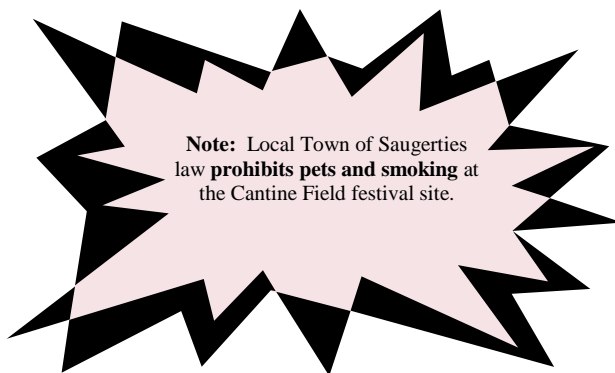 Note: Local Town of Saugerties
law prohibits pets and smoking at
the Cantine Field festival site.